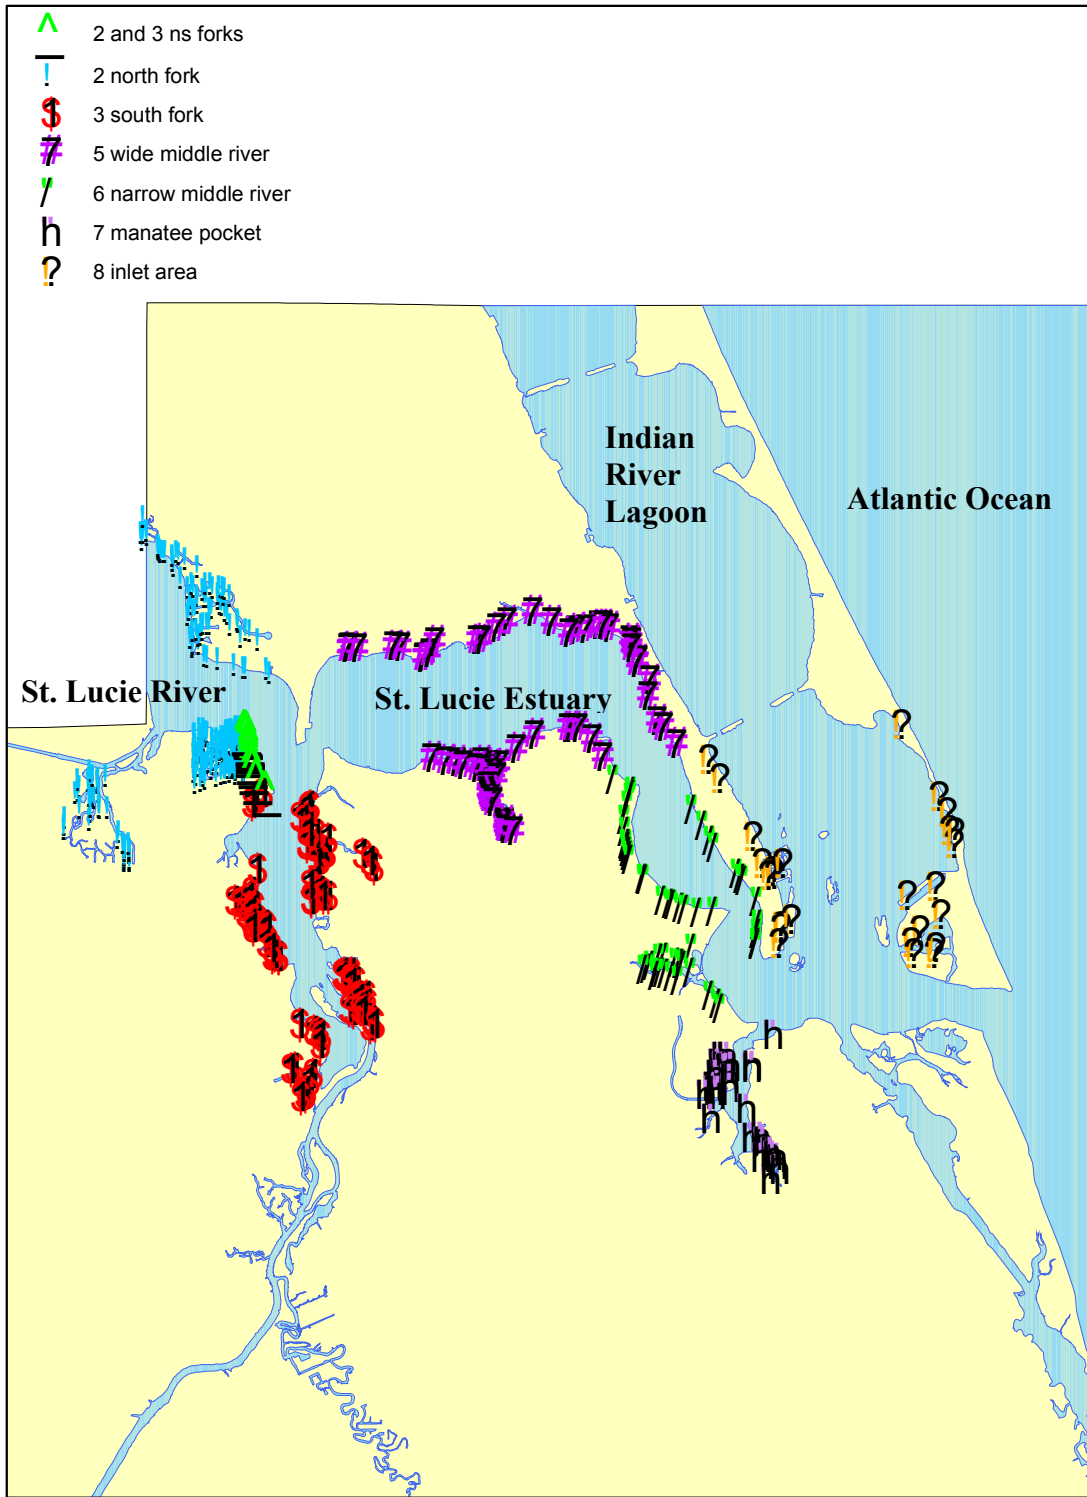 2 and 3 ns forks
2 north fork
3 south fork
5 wide middle river
6 narrow middle river
7 manatee pocket
8 inlet area
Indian
River
Lagoon
Atlantic Ocean
St. Lucie River
St. Lucie Estuary